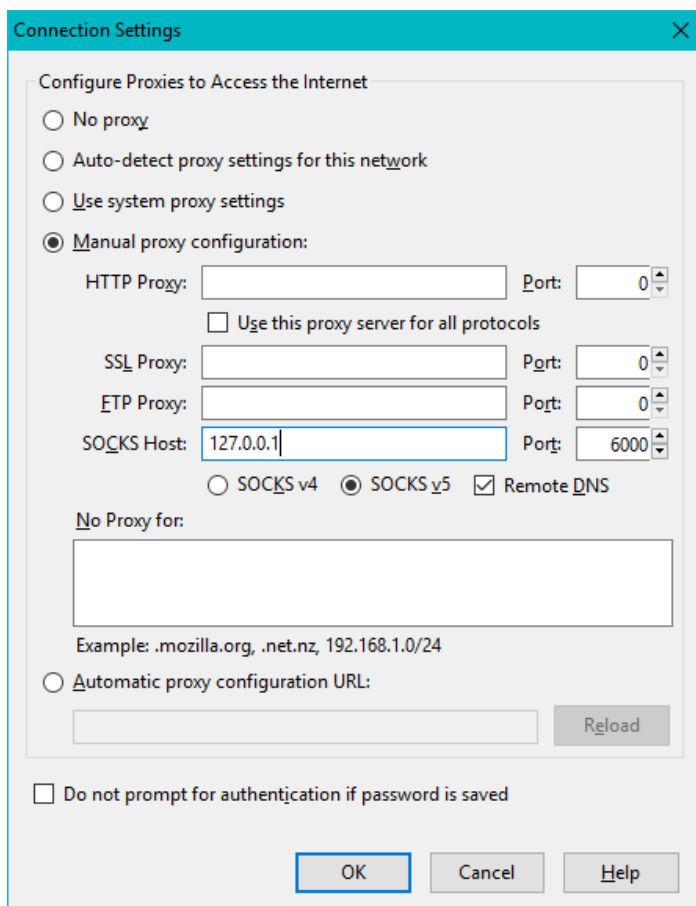 Connection Settings
Configure Proxies to Access the Internet
No proxy
Auto-detect proxy settings for this network
Use system proxy settings
Manual proxy configuration:
HTTP Proxy: Port: 0
Use this proxy server for all protocols
SSL Proxy: Port: 0
FTP Proxy: Port: 0
SOCKS Host: 127.0.0.1 Port: 6000
SOCKS v4 SOCKS v5 Remote DNS
No Proxy for:
Example: .mozilla.org, .net.nz, 192.168.1.0/24
Automatic proxy configuration URL:
Reload
Do not prompt for authentication if password is saved
OK Cancel Help